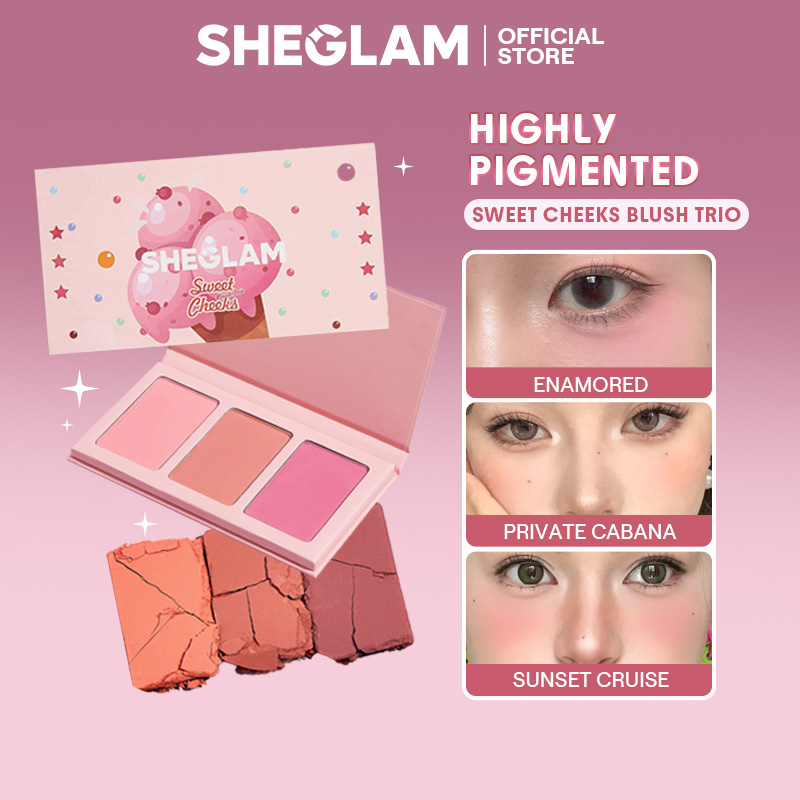 SHEGLAM
OFFICIAL
STORE
HIGHLY
PIGMENTED
SWEET CHEEKS BLUSH TRIO
SHEGLAM
Sweet
Cheeks
ENAMORED
PRIVATE CABANA
SUNSET CRUISE